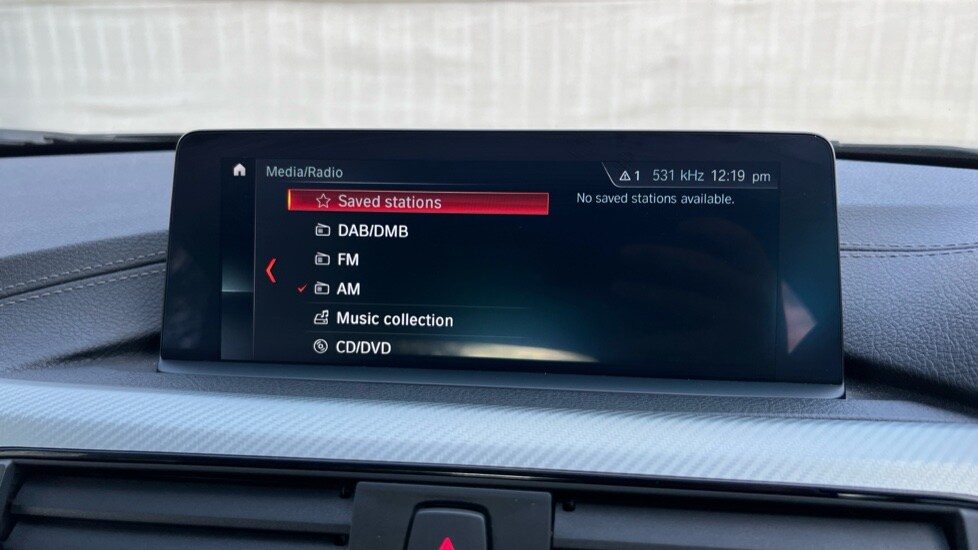 Media/Radio
1 531 kHz 12:19 pm
Saved stations
No saved stations available.
DAB/DMB
FM
AM
Music collection
CD/DVD